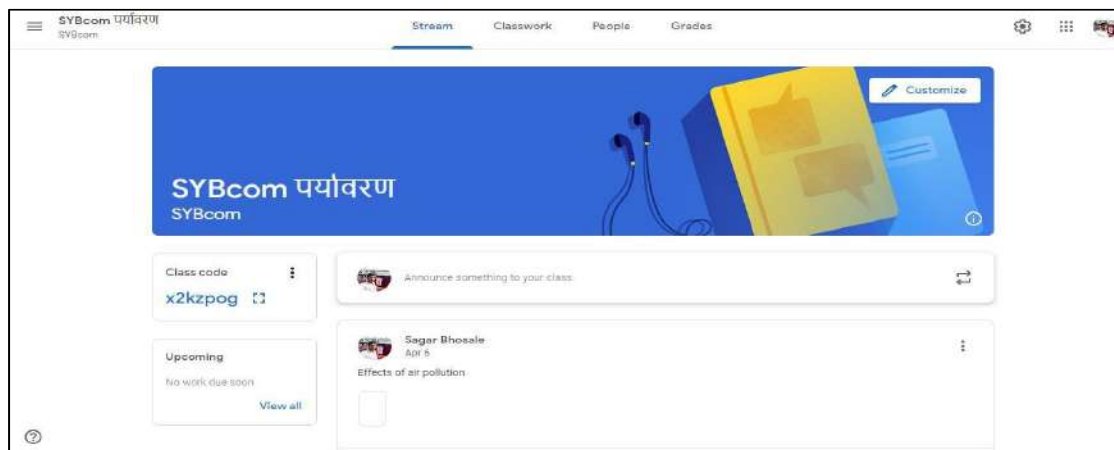 SYBcom पर्यावरण
SYBcom
Stream Classwork People Grades
Customize
SYBcom पर्यावरण
SYBcom
Class code
x2kzpog
Announce something to your class
Sagar Bhosale
Apr 6
Effects of air pollution
Upcoming
No work due soon
View all